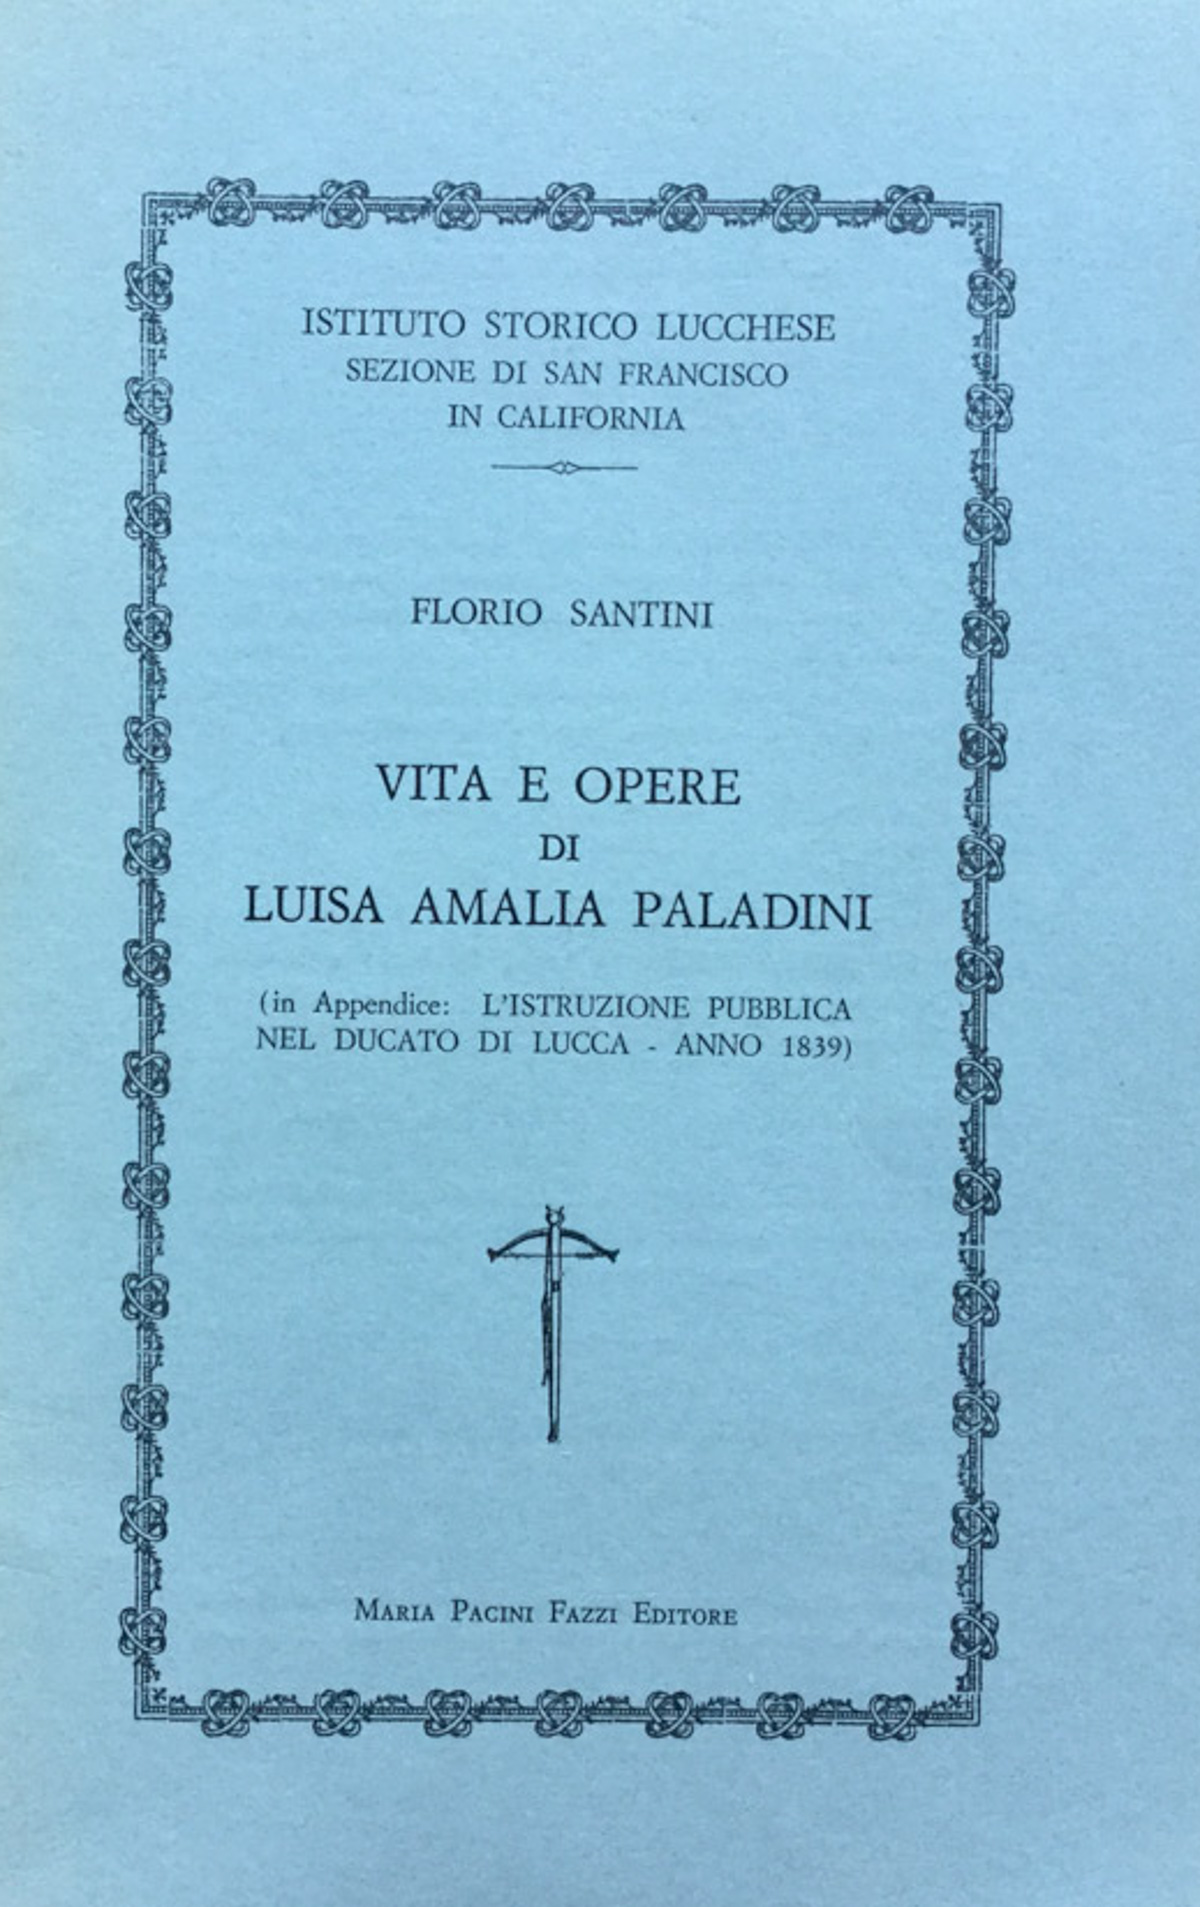 ISTITUTO STORICO LUCCHESE
SEZIONE DI SAN FRANCISCO
IN CALIFORNIA
FLORIO SANTINI
VITA E OPERE
DI
LUISA AMALIA PALADINI
(in Appendice: L'ISTRUZIONE PUBBLICA
NEL DUCATO DI LUCCA - ANNO 1839)
MARIA PACINI FAZZI EDITORE